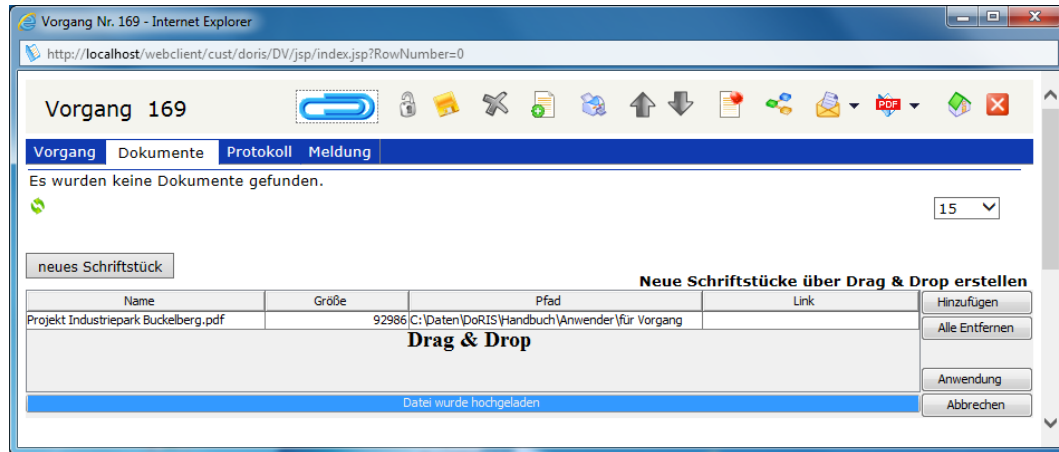 Vorgang Nr. 169 - Internet Explorer
http://localhost/webclient/cust/doris/DV/jsp/index.jsp?RowNumber=0
Vorgang 169
PDF
Vorgang Dokumente Protokoll Meldung
Es wurden keine Dokumente gefunden.
15
neues Schriftstück
Neue Schriftstücke über Drag & Drop erstellen
Name Größe Pfad Link Hinzufügen
Projekt Industriepark Buckelberg.pdf 92986 C:\Daten\DoRIS\Handbuch\Anwender\für Vorgang
Alle Entfernen
Drag & Drop
Anwendung
Datei wurde hochgeladen Abbrechen